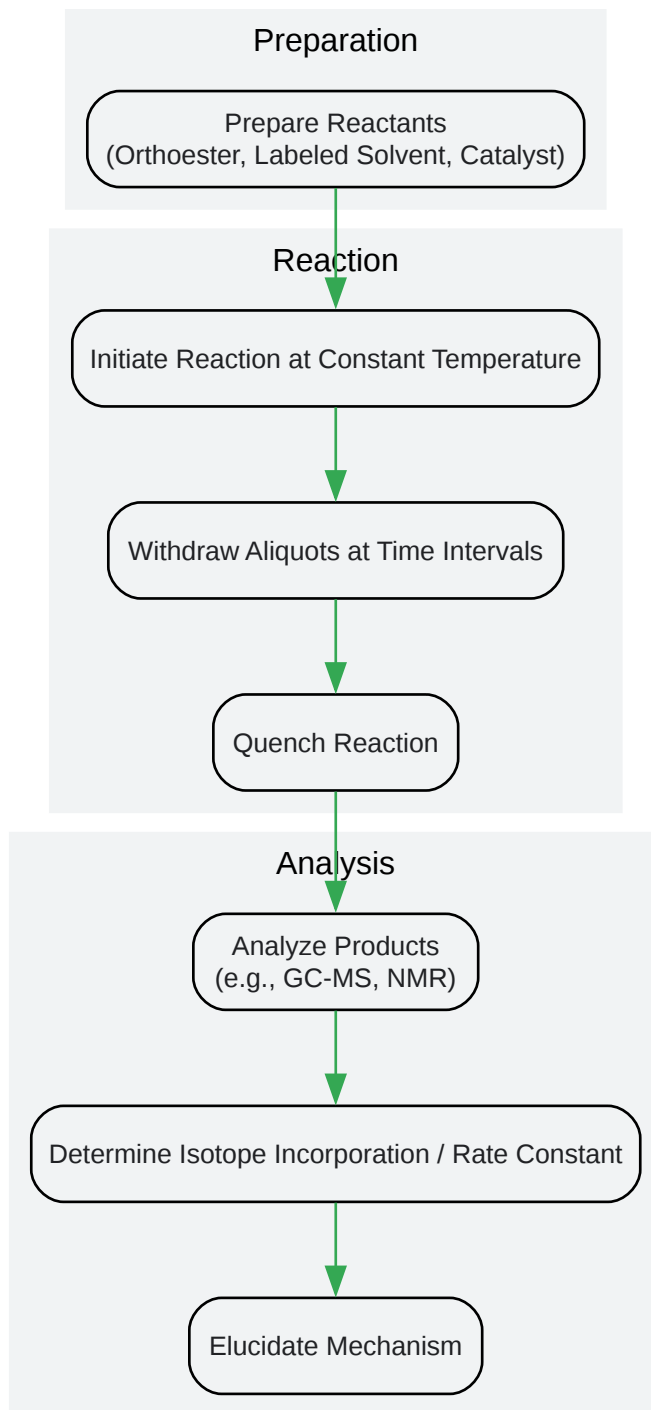 Preparation
Prepare Reactants
(Orthoester, Labeled Solvent, Catalyst)
Reaction
Initiate Reaction at Constant Temperature
Withdraw Aliquots at Time Intervals
Quench Reaction
Analysis
Analyze Products
(e.g., GC-MS, NMR)
Determine Isotope Incorporation / Rate Constant
Elucidate Mechanism